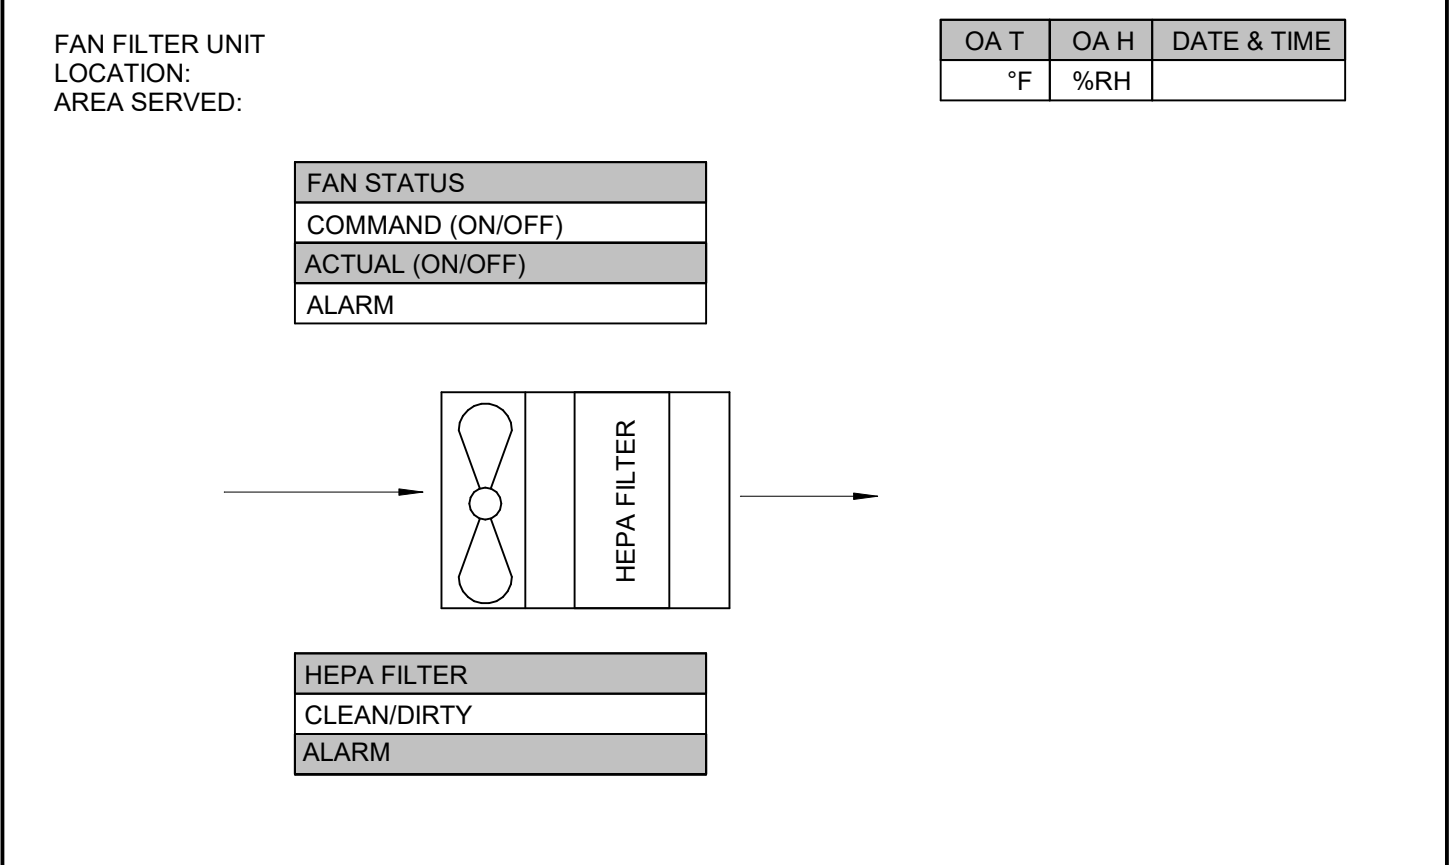 FAN FILTER UNIT
LOCATION:
AREA SERVED:
OA T OA H DATE & TIME
°F %RH
FAN STATUS
COMMAND (ON/OFF)
ACTUAL (ON/OFF)
ALARM
HEPA FILTER
HEPA FILTER
CLEAN/DIRTY
ALARM